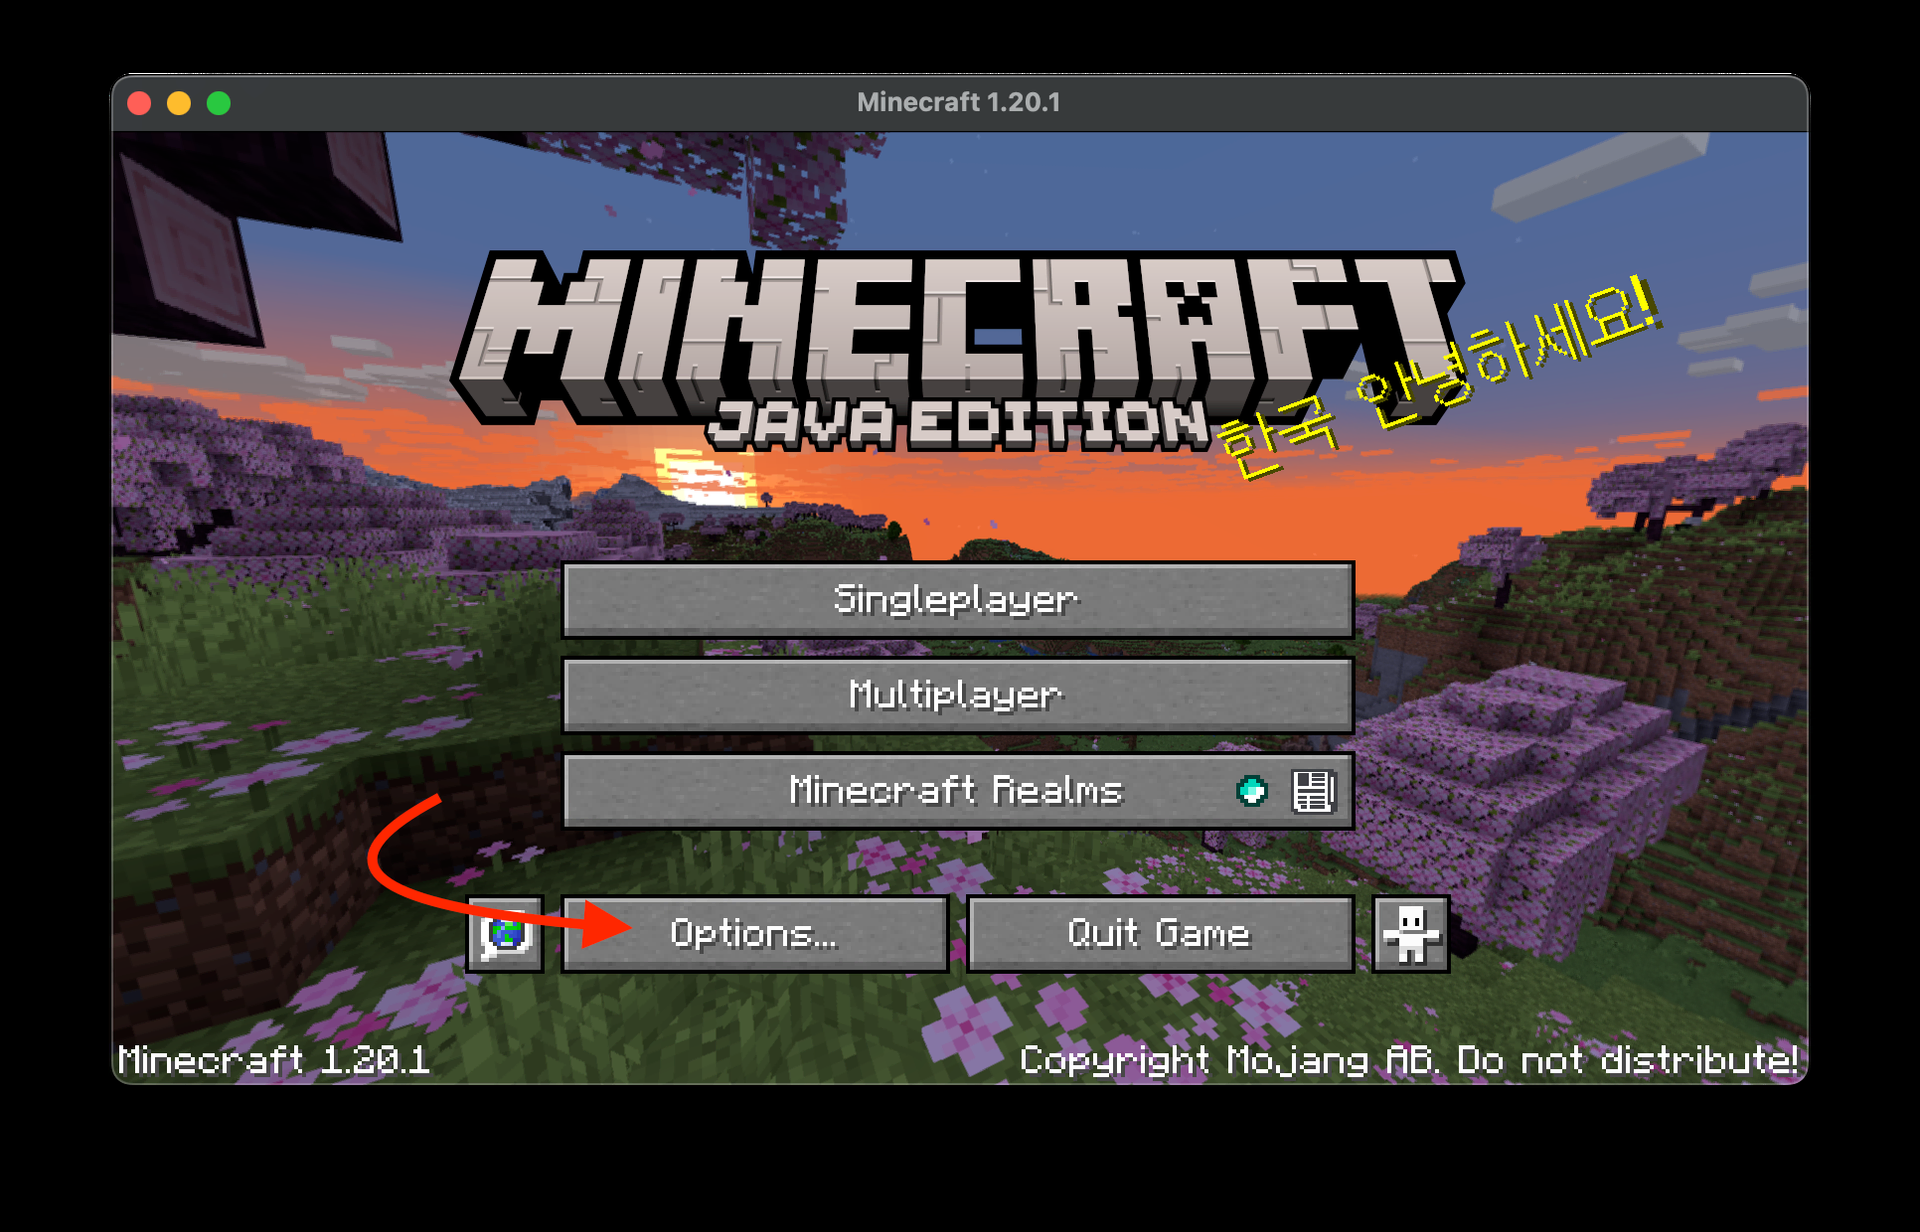 Minecraft 1.20.1
MINECRAFT
JAVA EDITION
한국 안녕하세요!
Singleplayer
Multiplayer
Minecraft Realms
Options...
Quit Game
Minecraft 1.20.1
Copyright Mojang AB. Do not distribute!